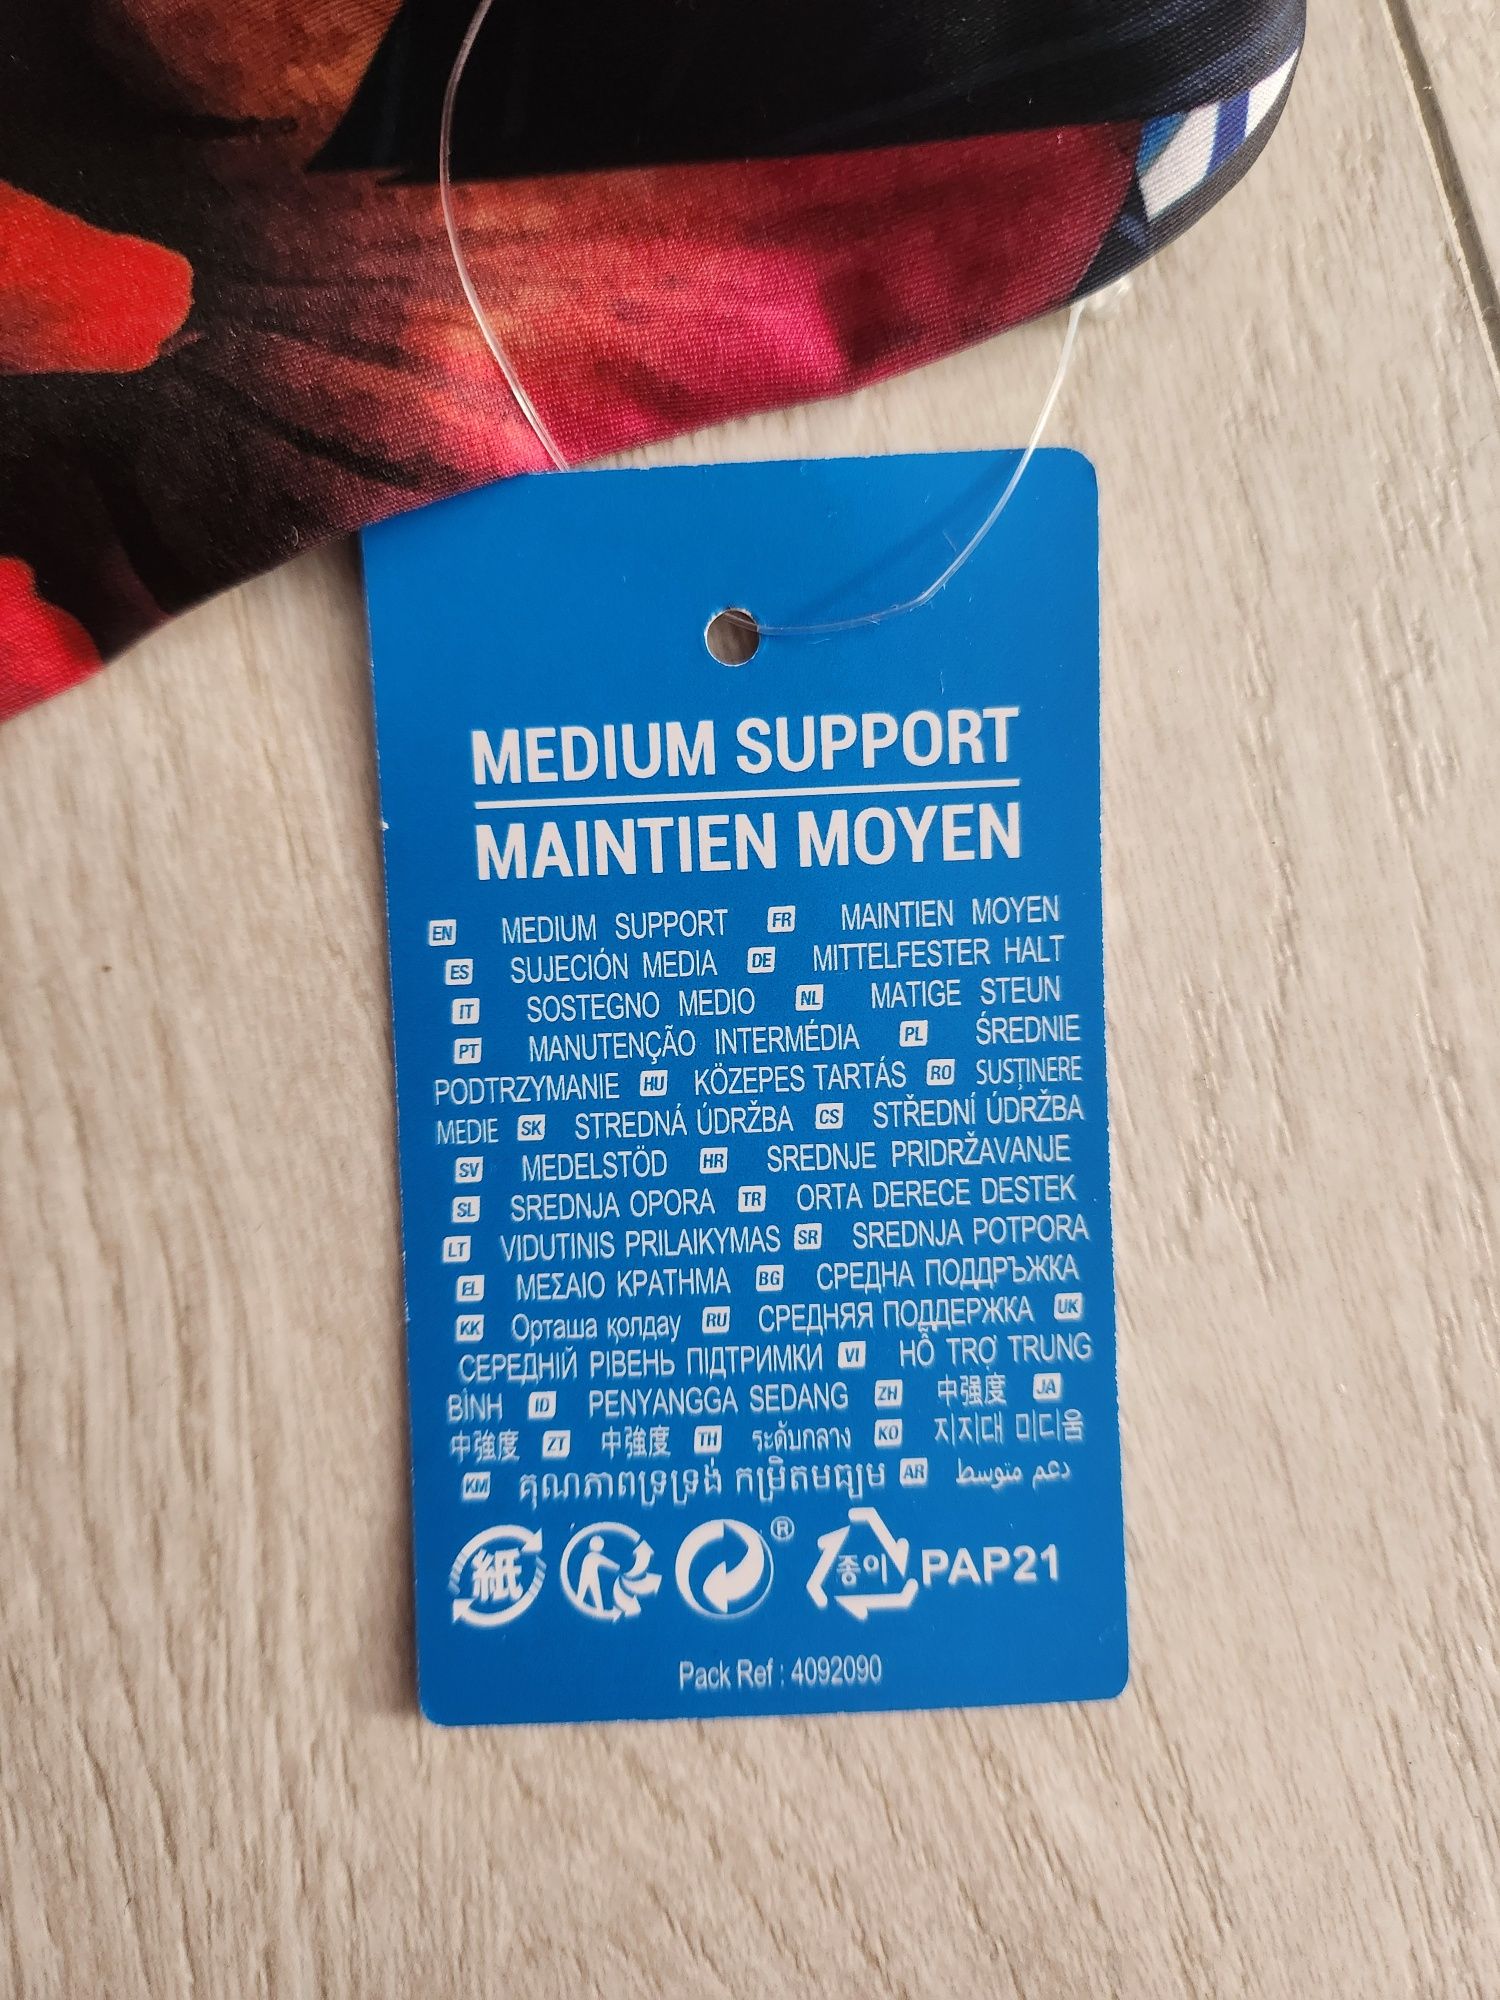 MEDIUM SUPPORT
MAINTIEN MOYEN
EN MEDIUM SUPPORT FR MAINTIEN MOYEN
ES SUJECIÓN MEDIA DE MITTELFESTER HALT
IT SOSTEGNO MEDIO NL MATIGE STEUN
PT MANUTENÇÃO INTERMÉDIA PL ŚREDNIE
PODTRZYMANIE HU KÖZEPES TARTÁS RO SUSȚINERE
MEDIE SK STREDNÁ ÚDRŽBA CS STŘEDNÍ ÚDRŽBA
SV MEDELSTÖD HR SREDNJE PRIDRŽAVANJE
SL SREDNJA OPORA TR ORTA DERECE DESTEK
LT VIDUTINIS PRILAIKYMAS SR SREDNJA POTPORA
EL ΜΕΣΑΙΟ ΚΡΑΤΗΜΑ BG СРЕДНА ПОДДРЪЖКА
KK Орташа қолдау RU СРЕДНЯЯ ПОДДЕРЖКА UK
СЕРЕДНІЙ РІВЕНЬ ПІДТРИМКИ VI HỖ TRỢ TRUNG
BÌNH ID PENYANGGA SEDANG ZH 中强度 JA
中強度 ZT 中強度 TH ระดับกลาง KO 지지대 미디움
KM គុណភាពទ្រទ្រង់ កម្រិតមធ្យម AR دعم متوسط
紙 ® 종이 PAP21
Pack Ref : 4092090